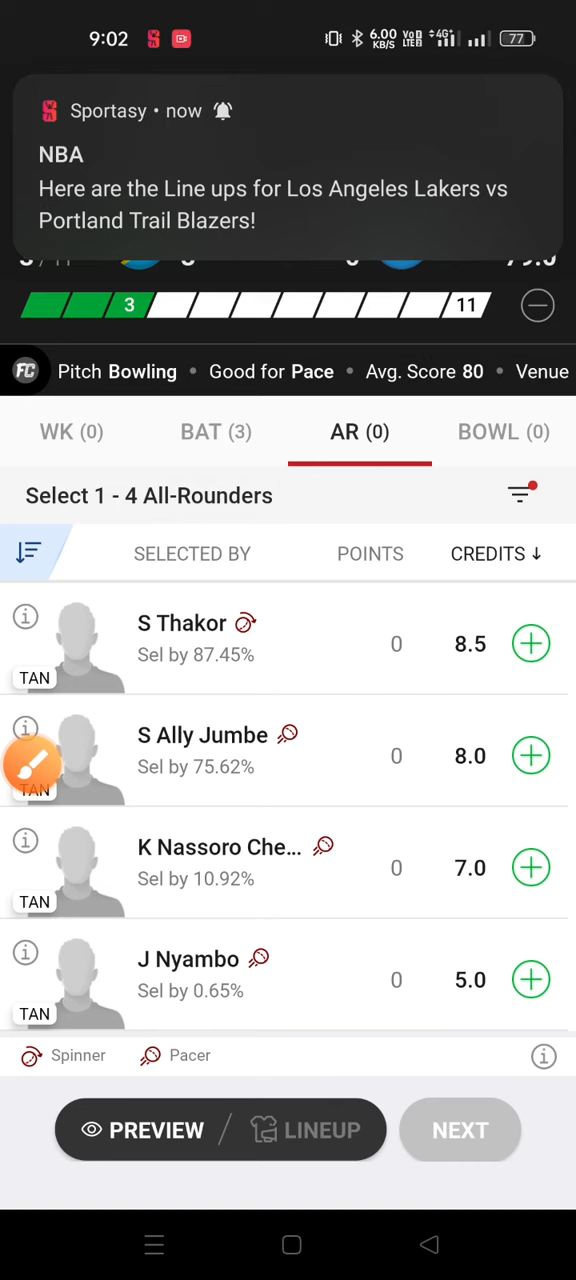 9:02 6.00 KB/S VoD LTE2 4G+ 77
Sportasy • now
NBA
Here are the Line ups for Los Angeles Lakers vs
Portland Trail Blazers!
3 11
FC Pitch Bowling • Good for Pace • Avg. Score 80 • Venue
WK (0) BAT (3) AR (0) BOWL (0)
Select 1 - 4 All-Rounders
SELECTED BY POINTS CREDITS ↓
S Thakor
Sel by 87.45% 0 8.5
TAN
S Ally Jumbe
Sel by 75.62% 0 8.0
TAN
K Nassoro Che...
Sel by 10.92% 0 7.0
TAN
J Nyambo
Sel by 0.65% 0 5.0
TAN
Spinner Pacer
PREVIEW / LINEUP NEXT